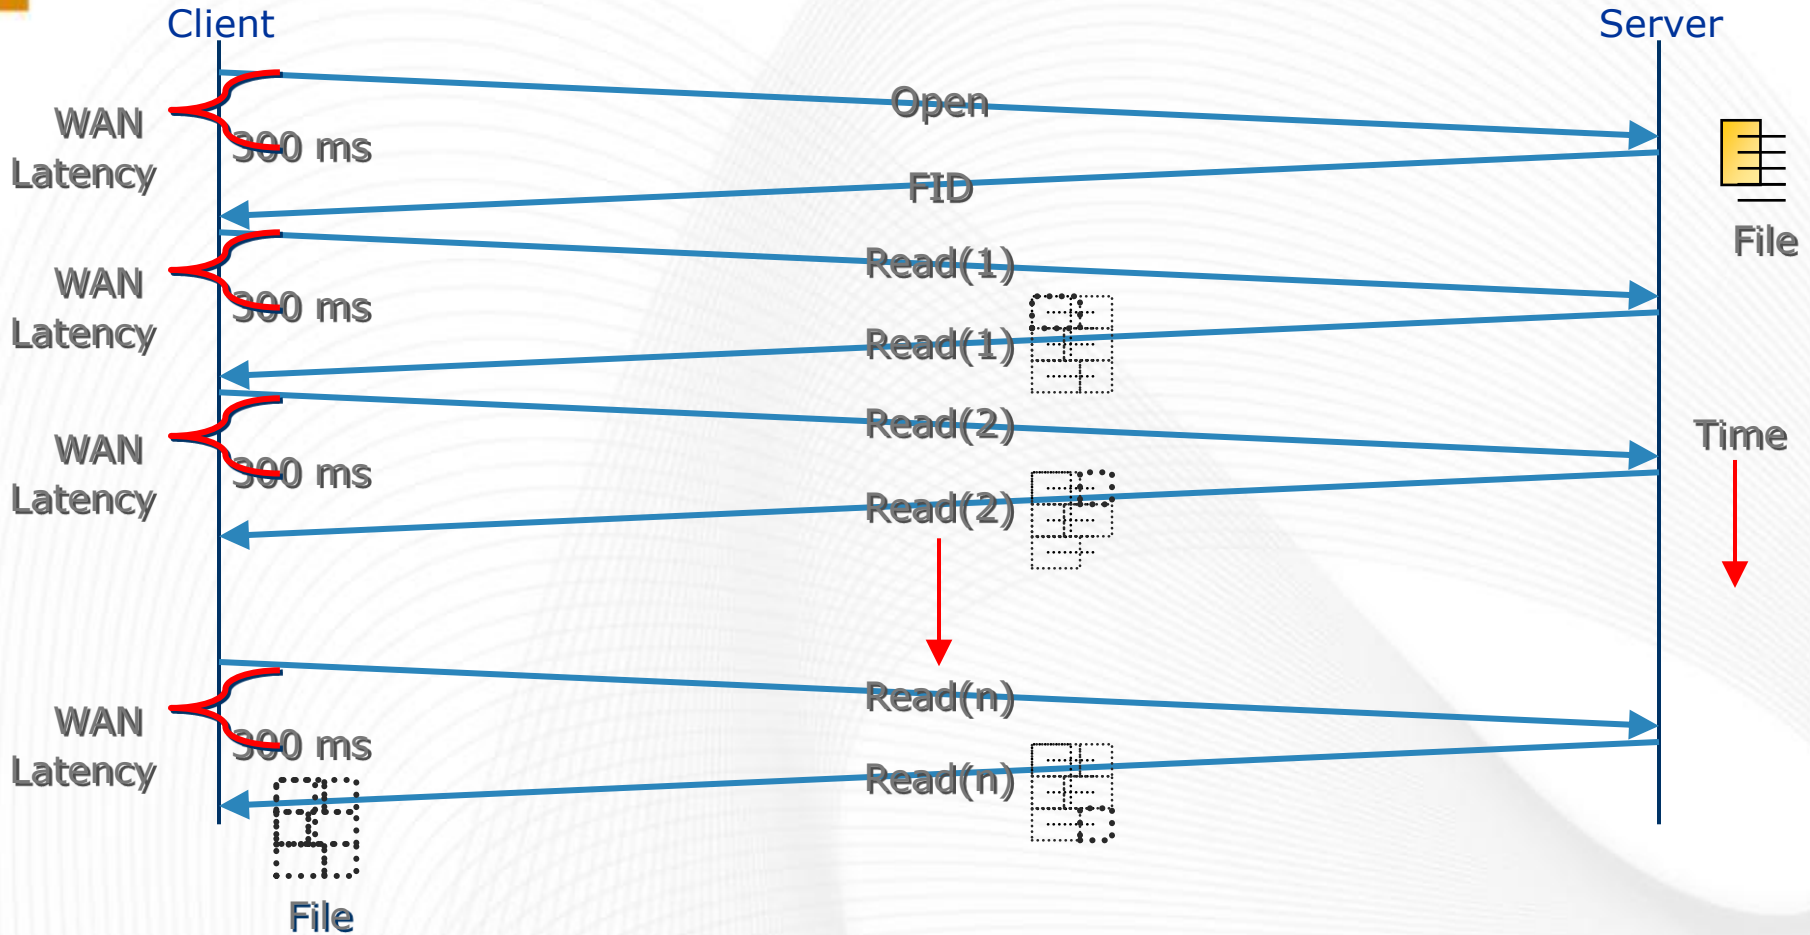 Client
Server
Open
WAN
Latency
300 ms
FID
File
Read(1)
WAN
Latency
300 ms
Read(1)
Read(2)
Time
WAN
Latency
300 ms
Read(2)
Read(n)
WAN
Latency
300 ms
Read(n)
File